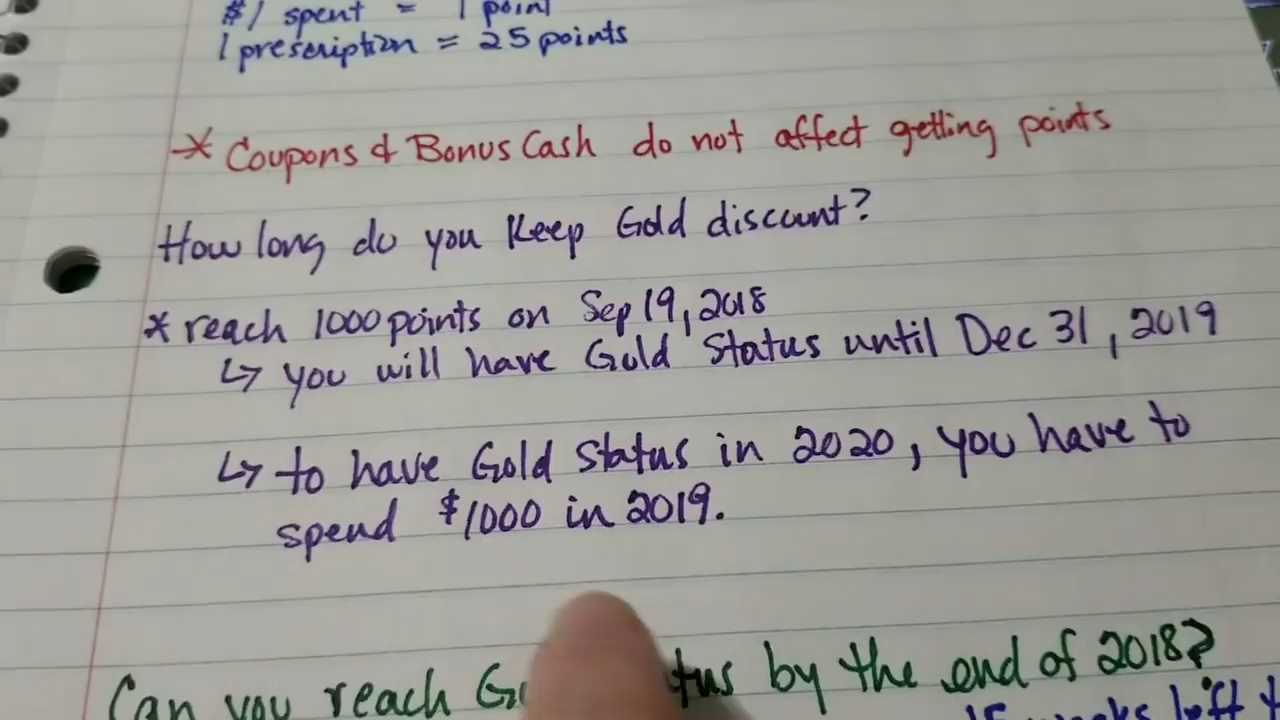 $1 spent = 1 point
1 prescription = 25 points
* Coupons & Bonus Cash do not affect getting points
How long do you Keep Gold discount?
* reach 1000 points on Sep 19, 2018
↳ you will have Gold Status until Dec 31, 2019
↳ to have Gold Status in 2020, you have to
spend $1000 in 2019.
Can you reach by the end of 2018?
left